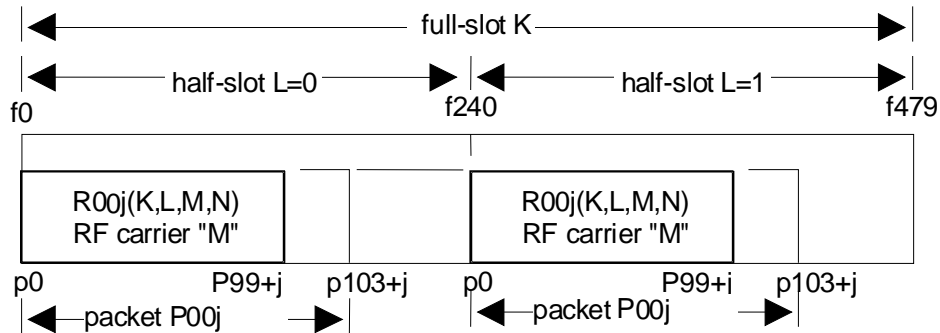 full-slot K
half-slot L=0 half-slot L=1
f0 f240 f479
R00j(K,L,M,N) R00j(K,L,M,N)
RF carrier "M" RF carrier "M"
p0 P99+j p103+j p0 P99+j p103+j
packet P00j packet P00j